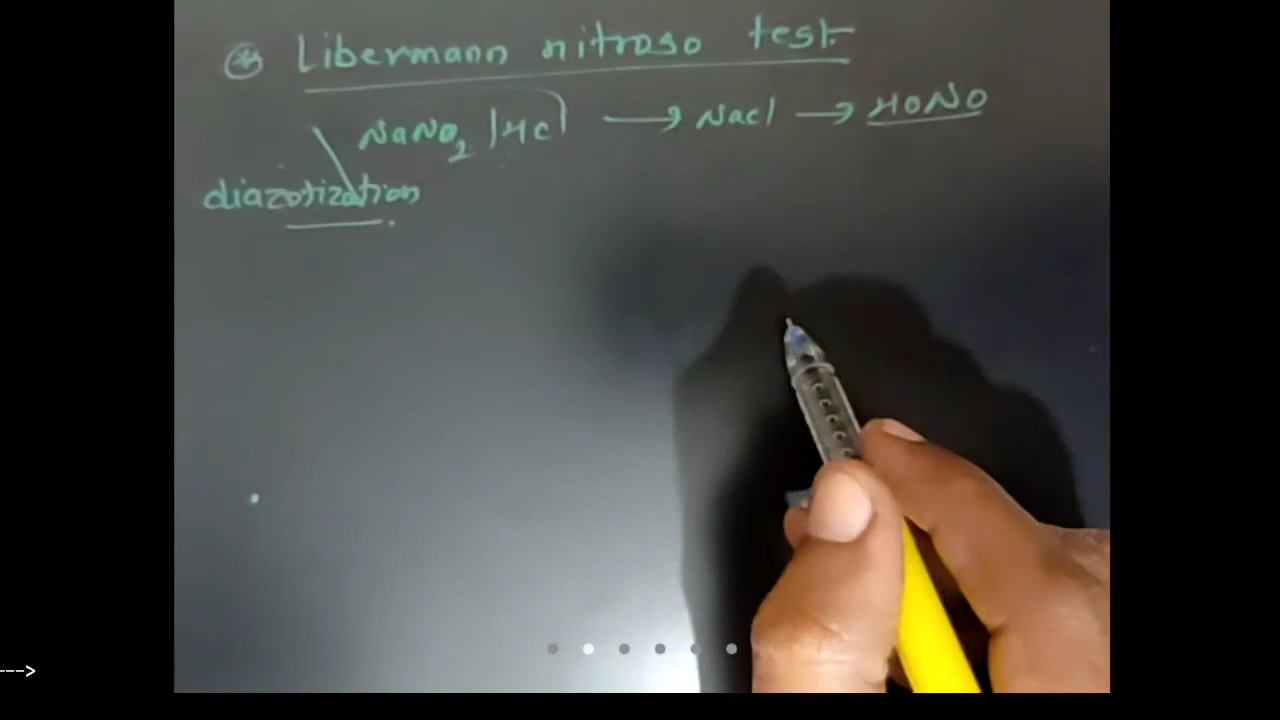 Libermann nitroso test.
NaNO2 | HCl → NaCl → HONO
diazotization.
-->